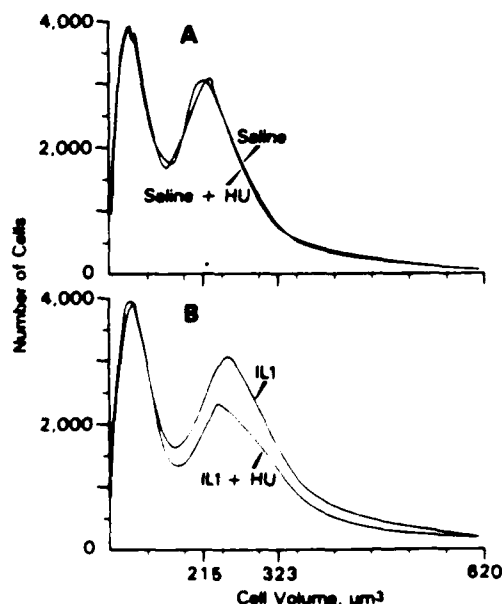 4,000
A
2,000
Saline
Saline + HU
0
Number of Cells
4,000
B
IL1
2,000
IL1 + HU
0
215
323
620
Cell Volume, μm³